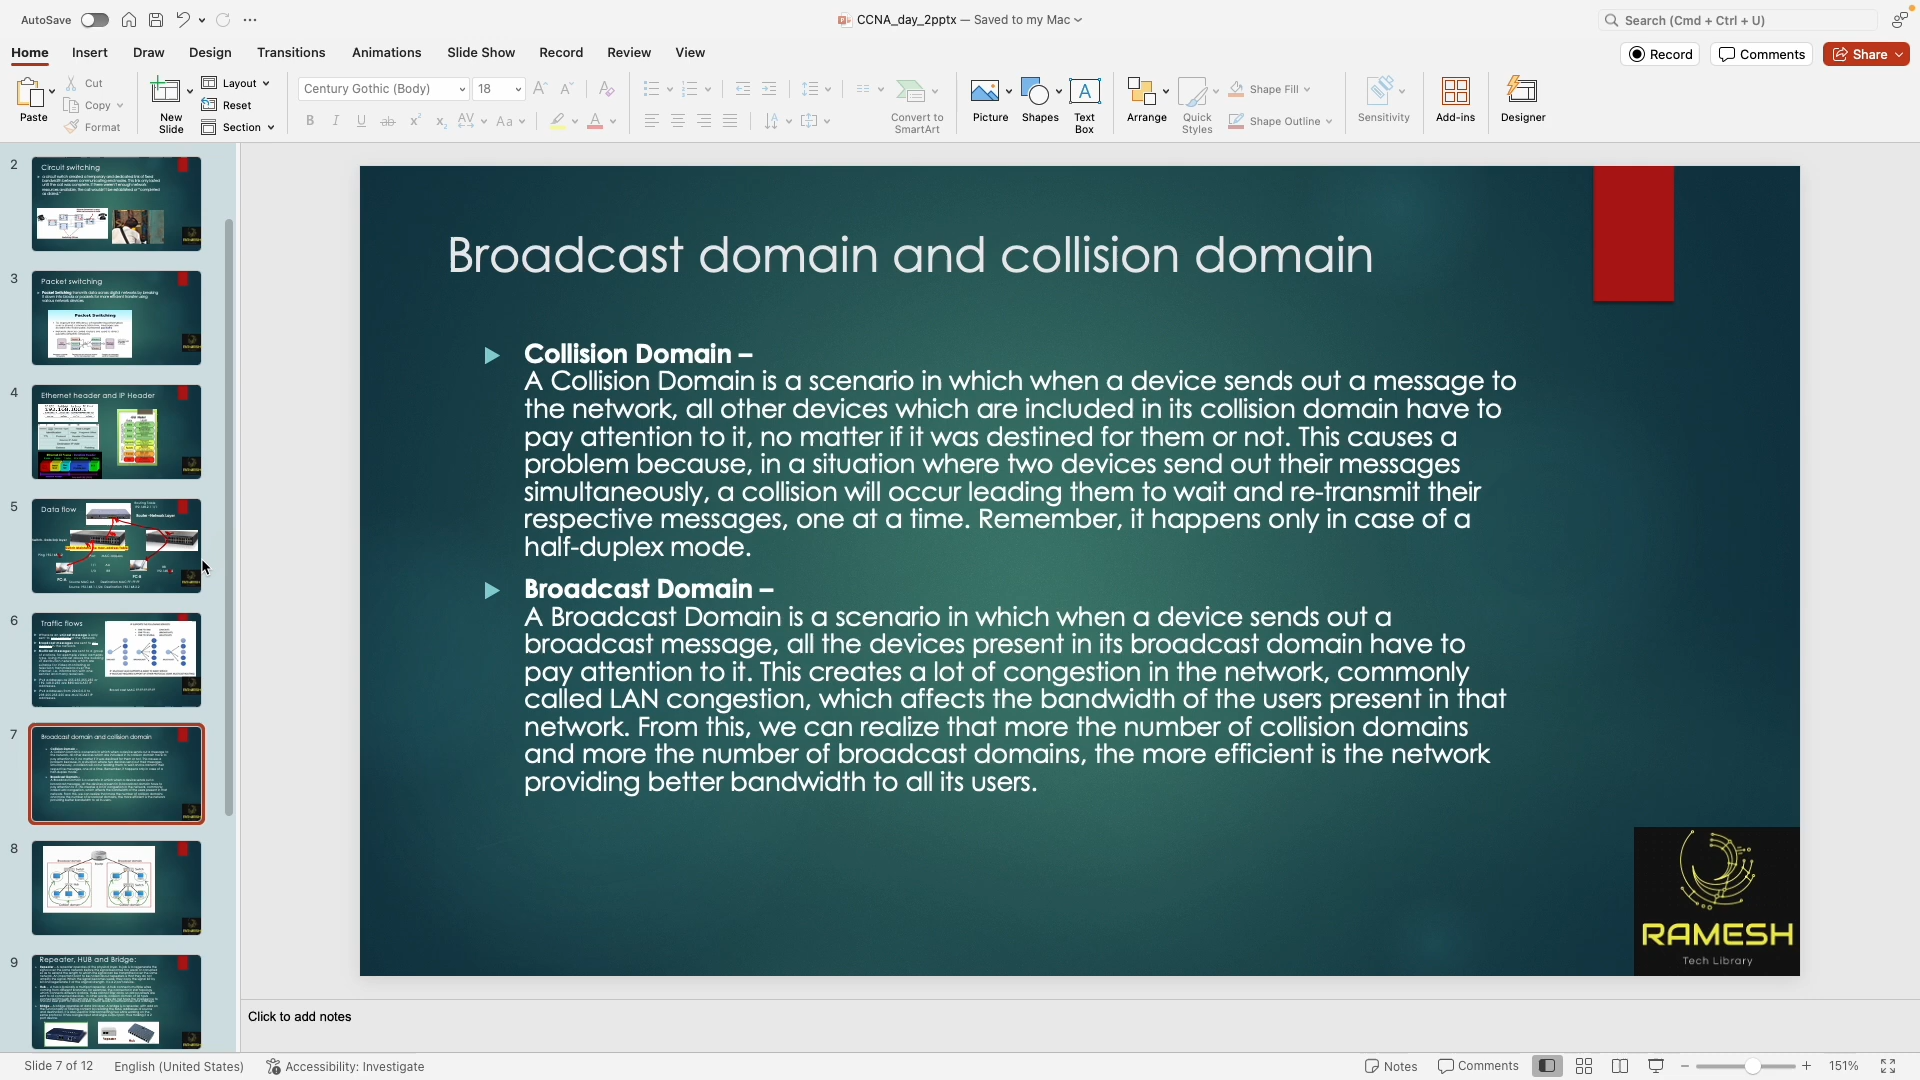 AutoSave
CCNA_day_2pptx — Saved to my Mac
Search (Cmd + Ctrl + U)
Home Insert Draw Design Transitions Animations Slide Show Record Review View
Record Comments Share
Paste
Cut
Copy
Format
New
Slide
Layout
Reset
Section
Century Gothic (Body) 18
Convert to
SmartArt
Picture
Shapes
Text
Box
Arrange
Quick
Styles
Shape Fill
Shape Outline
Sensitivity
Add-ins
Designer
2
Circuit switching
3
Packet switching
Packet Switching
4
Ethernet header and IP Header
5
Data flow
6
Traffic flows
7
Broadcast domain and collision domain
8
9
Repeater, HUB and Bridge:
Broadcast domain and collision domain
Collision Domain –
A Collision Domain is a scenario in which when a device sends out a message to
the network, all other devices which are included in its collision domain have to
pay attention to it, no matter if it was destined for them or not. This causes a
problem because, in a situation where two devices send out their messages
simultaneously, a collision will occur leading them to wait and re-transmit their
respective messages, one at a time. Remember, it happens only in case of a
half-duplex mode.
Broadcast Domain –
A Broadcast Domain is a scenario in which when a device sends out a
broadcast message, all the devices present in its broadcast domain have to
pay attention to it. This creates a lot of congestion in the network, commonly
called LAN congestion, which affects the bandwidth of the users present in that
network. From this, we can realize that more the number of collision domains
and more the number of broadcast domains, the more efficient is the network
providing better bandwidth to all its users.
RAMESH
Tech Library
Click to add notes
Slide 7 of 12 English (United States) Accessibility: Investigate
Notes Comments 151%